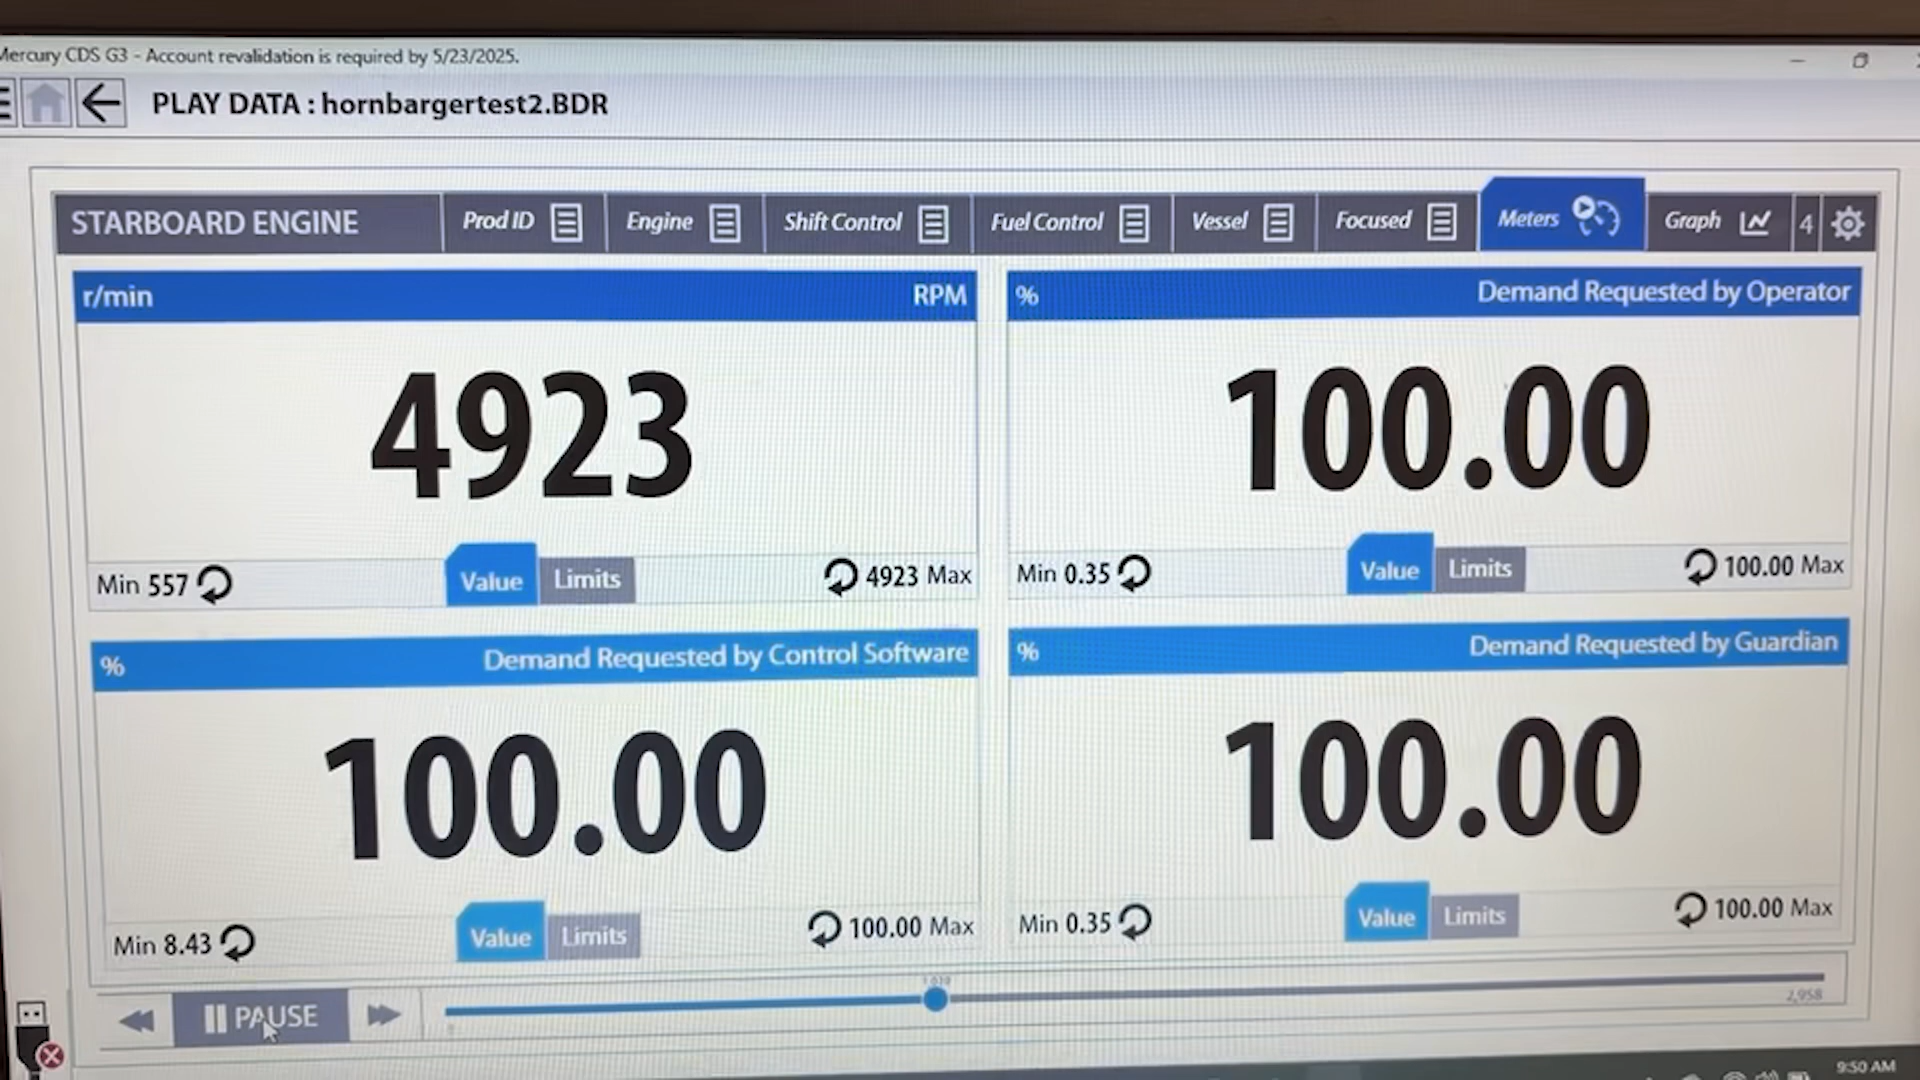 Mercury CDS G3 - Account revalidation is required by 5/23/2025.
PLAY DATA : hornbargertest2.BDR
STARBOARD ENGINE Prod ID Engine Shift Control Fuel Control Vessel Focused Meters Graph 4
r/min RPM
4923
Min 557 Value Limits 4923 Max
% Demand Requested by Operator
100.00
Min 0.35 Value Limits 100.00 Max
% Demand Requested by Control Software
100.00
Min 8.43 Value Limits 100.00 Max
% Demand Requested by Guardian
100.00
Min 0.35 Value Limits 100.00 Max
PAUSE
0
2,958
9:50 AM